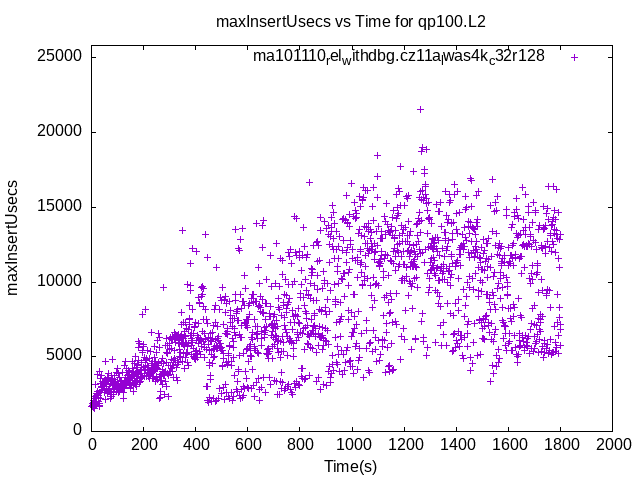 maxInsertUsecs vs Time for qp100.L2
ma101110relwithdbg.cz11aiwas4kc32r128
25000
20000
15000
10000
5000
0
maxInsertUsecs
0 200 400 600 800 1000 1200 1400 1600 1800 2000
Time(s)